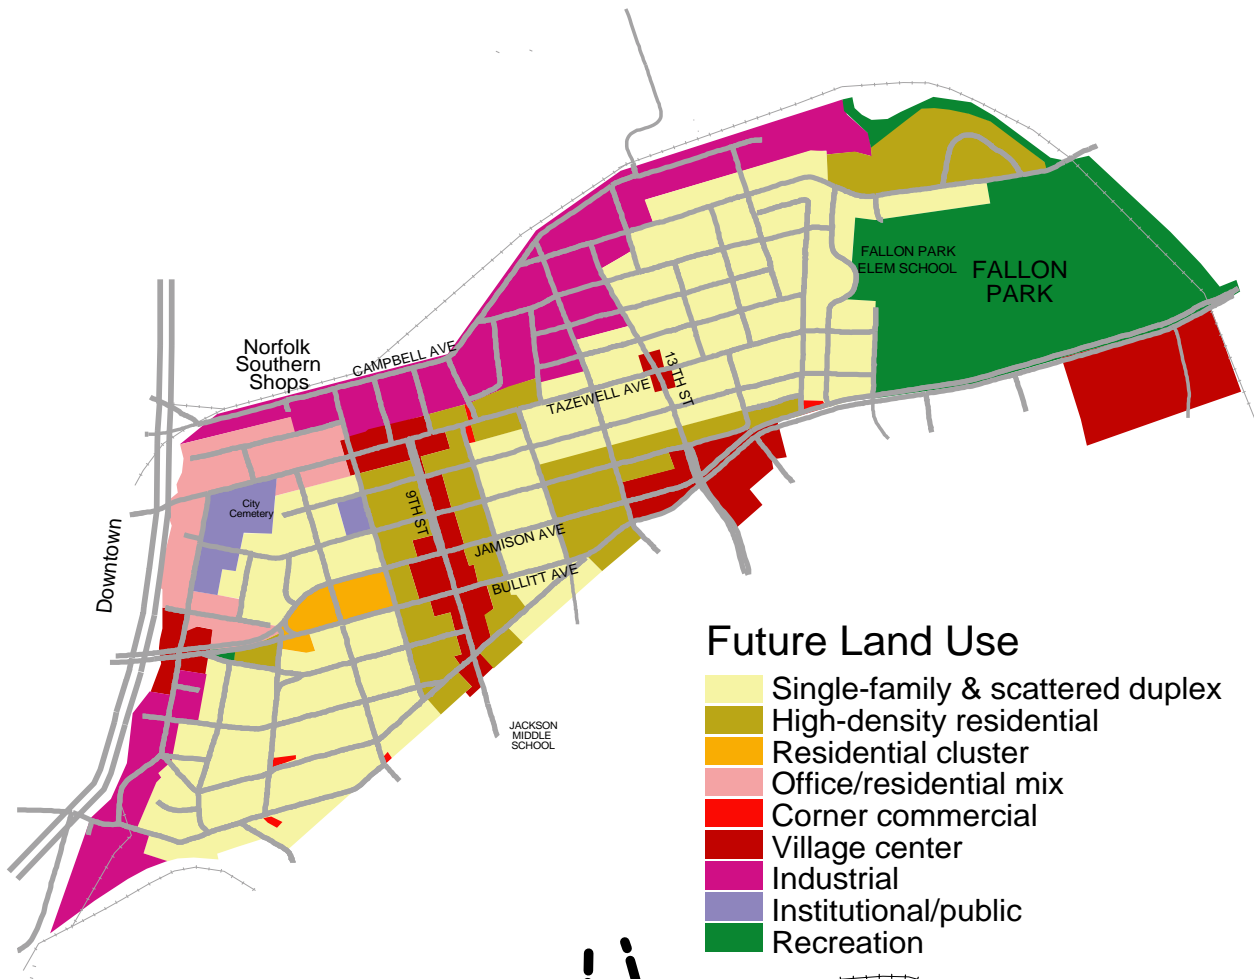 FALLON PARK
ELEM SCHOOL
FALLON
PARK
Norfolk
Southern
Shops
CAMPBELL AVE
13TH ST
TAZEWELL AVE
City
Cemetery
9TH ST
JAMISON AVE
BULLITT AVE
Downtown
JACKSON
MIDDLE
SCHOOL
Future Land Use
Single-family & scattered duplex
High-density residential
Residential cluster
Office/residential mix
Corner commercial
Village center
Industrial
Institutional/public
Recreation